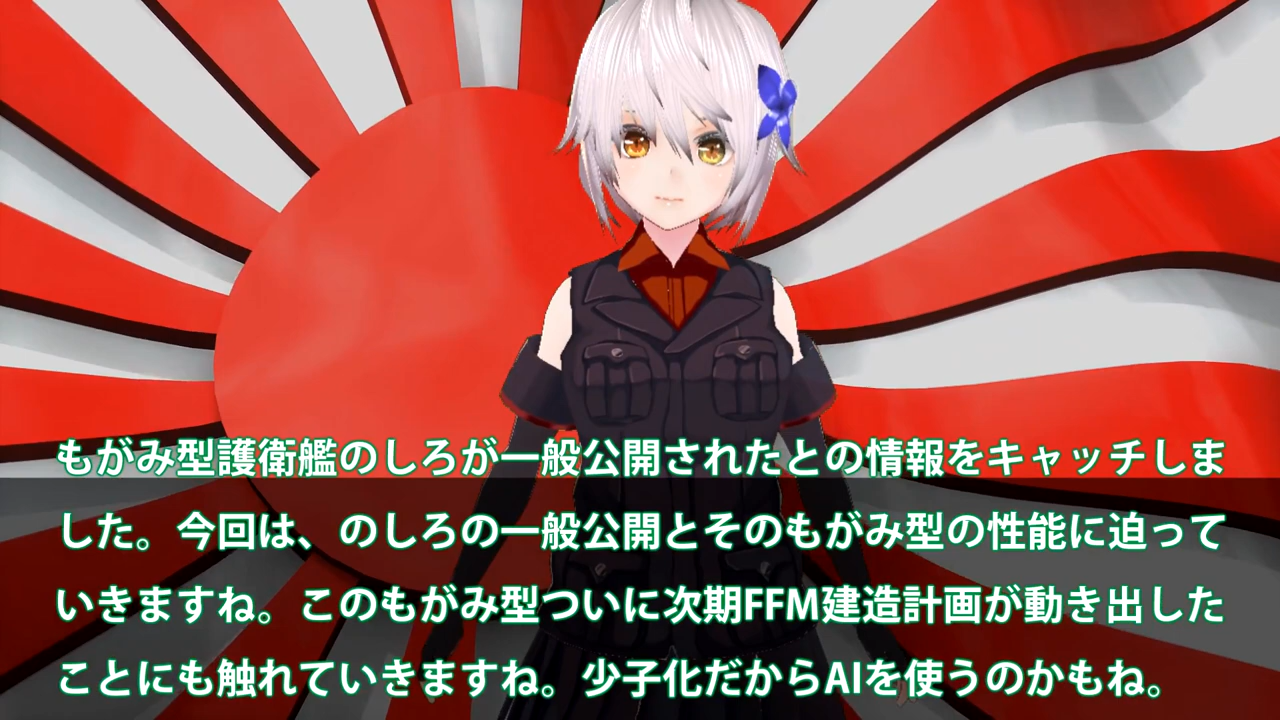 もがみ型護衛艦のしろが一般公開されたとの情報をキャッチしま
した。今回は、のしろの一般公開とそのもがみ型の性能に迫って
いきますね。このもがみ型ついに次期FFM建造計画が動き出した
ことにも触れていきますね。少子化だからAIを使うのかもね。